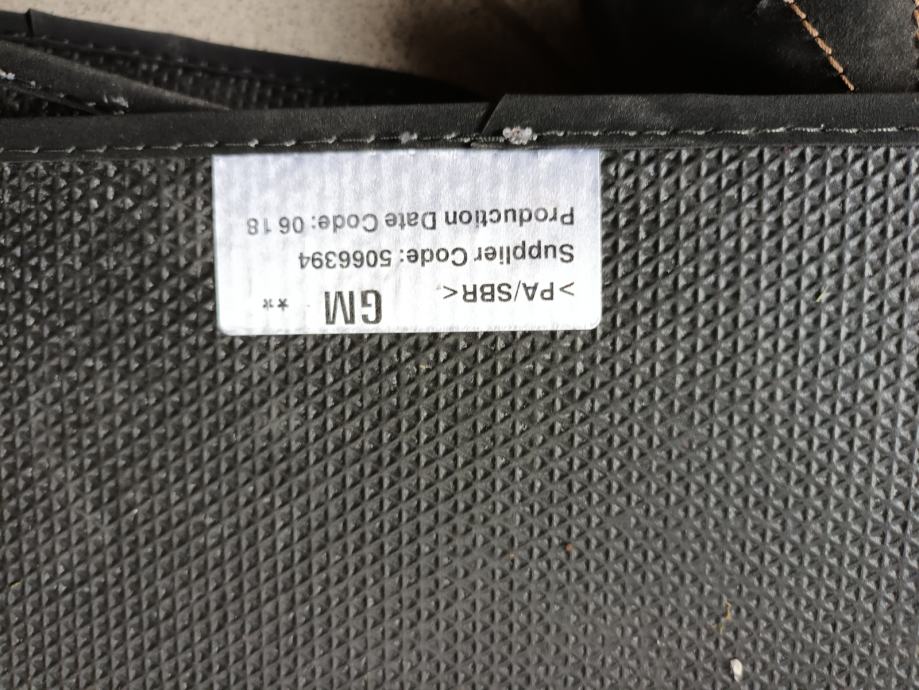 >PA/SBR< GM **
Supplier Code: 5066394
Production Date Code: 06 18